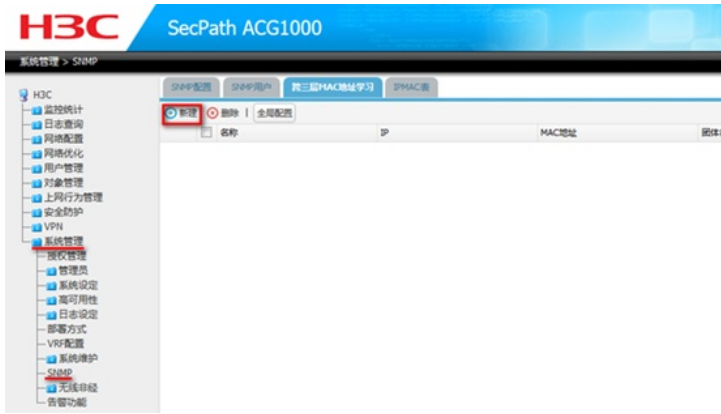 H3C SecPath ACG1000
系统管理 > SNMP
H3C
监控统计
日志查询
网络配置
网络优化
用户管理
对象管理
上网行为管理
安全防护
VPN
系统管理
授权管理
管理员
系统设定
高可用性
日志设定
部署方式
VRF配置
系统维护
SNMP
无线非经
告警功能
SNMP配置 SNMP用户 跨三层MAC地址学习 IPMAC表
新建 删除 | 全局配置
名称 IP MAC地址 团体